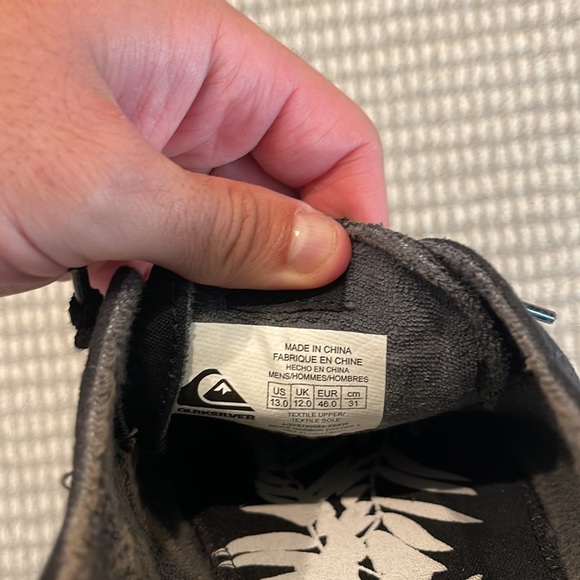 MADE IN CHINA
FABRIQUE EN CHINE
HECHO EN CHINA
MENS/HOMMES/HOMBRES
US UK EUR cm
13.0 12.0 46.0 31
QUIKSILVER
TEXTILE UPPER/
TEXTILE SOLE